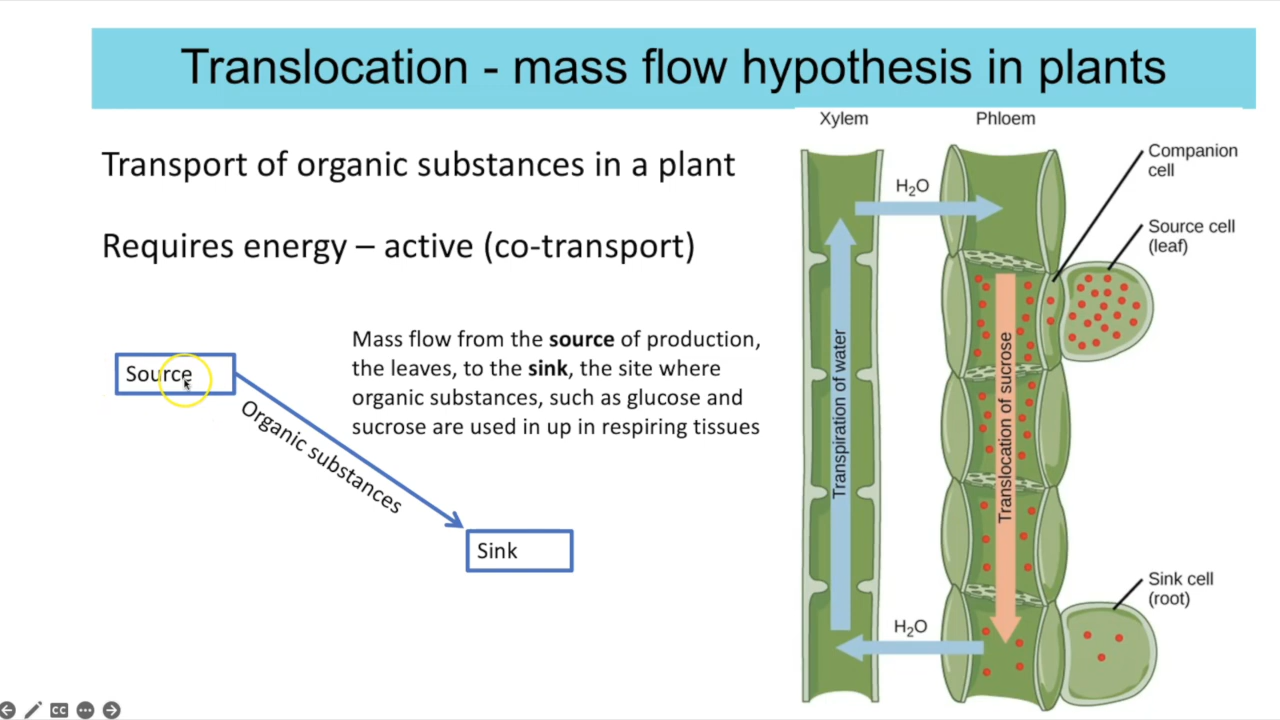 Translocation - mass flow hypothesis in plants
Transport of organic substances in a plant
Requires energy – active (co-transport)
Mass flow from the source of production,
the leaves, to the sink, the site where
organic substances, such as glucose and
sucrose are used in up in respiring tissues
Source
Organic substances
Sink
Xylem
Phloem
Companion
cell
H₂O
Source cell
(leaf)
Transpiration of water
Translocation of sucrose
Sink cell
(root)
H₂O
CC